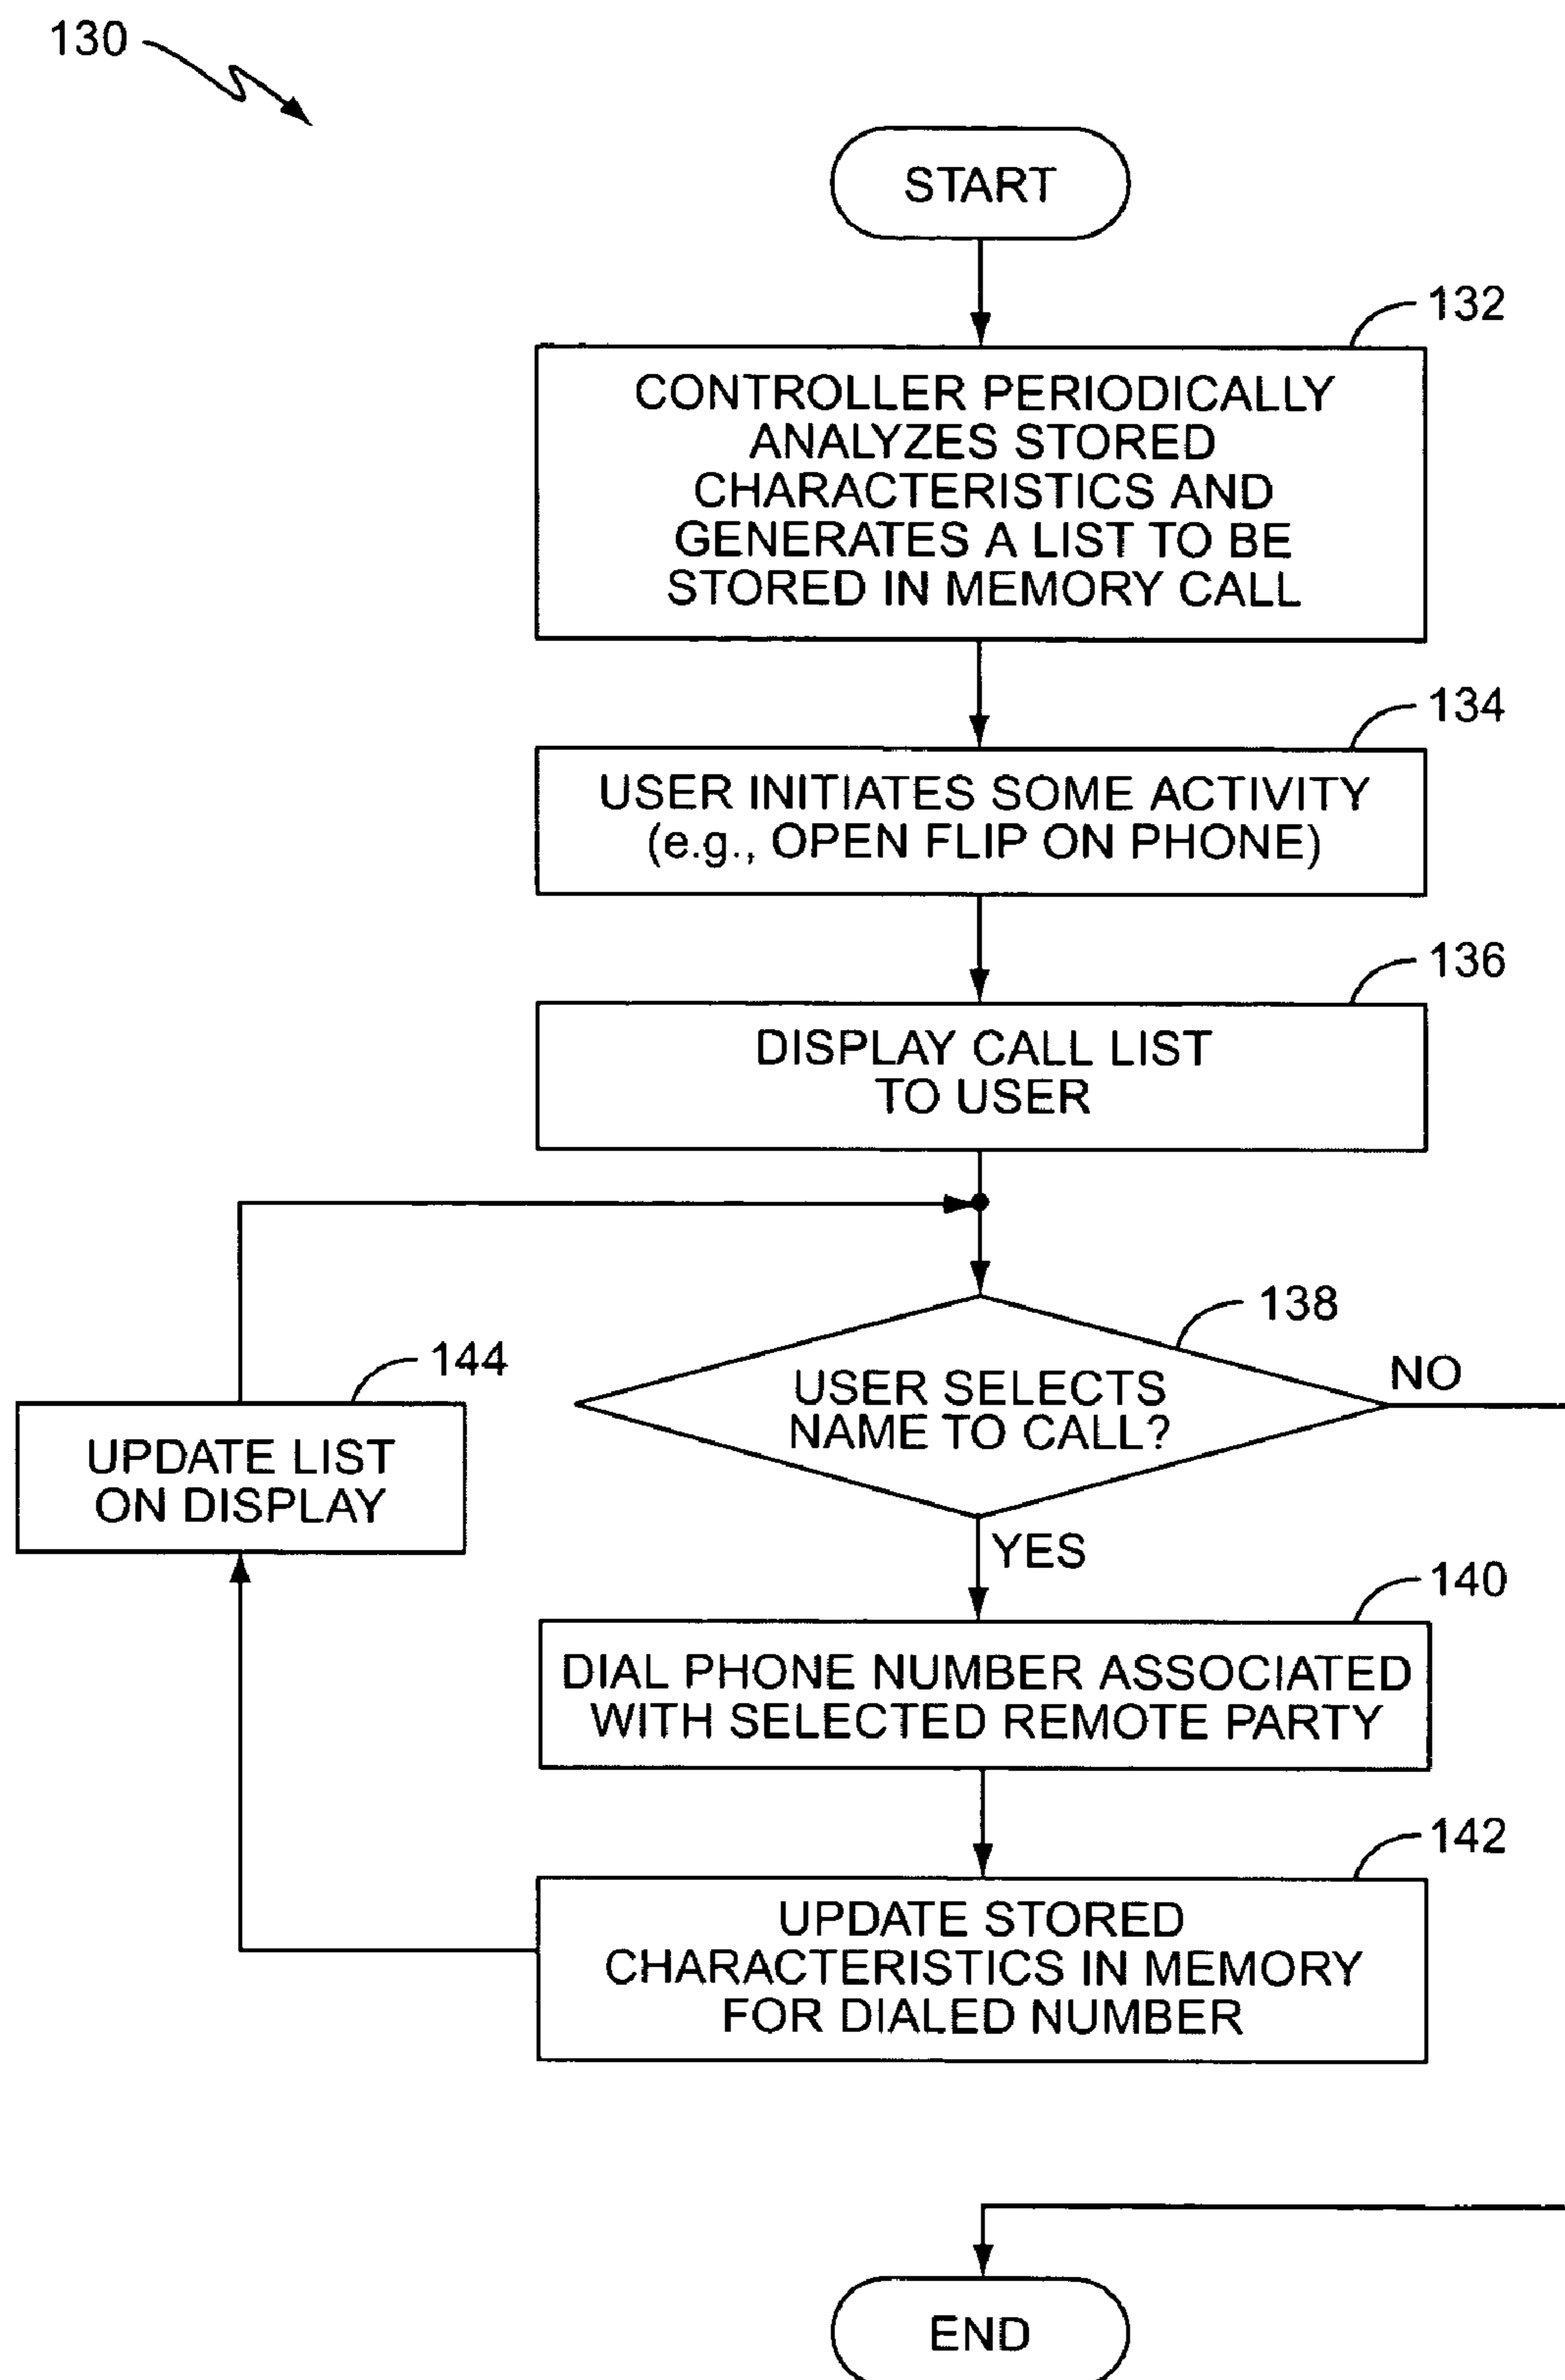 130
START
132
CONTROLLER PERIODICALLY
ANALYZES STORED
CHARACTERISTICS AND
GENERATES A LIST TO BE
STORED IN MEMORY CALL
134
USER INITIATES SOME ACTIVITY
(e.g., OPEN FLIP ON PHONE)
136
DISPLAY CALL LIST
TO USER
138
USER SELECTS
NAME TO CALL?
NO
144
UPDATE LIST
ON DISPLAY
YES
140
DIAL PHONE NUMBER ASSOCIATED
WITH SELECTED REMOTE PARTY
142
UPDATE STORED
CHARACTERISTICS IN MEMORY
FOR DIALED NUMBER
END